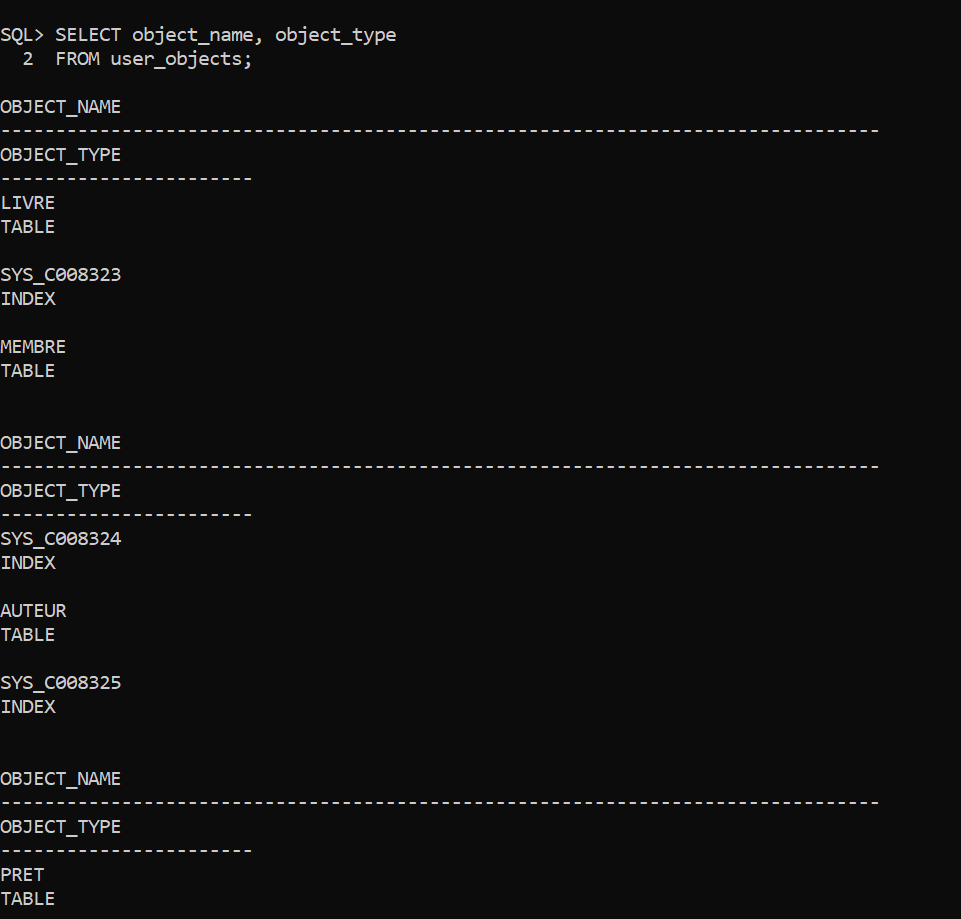 SQL> SELECT object_name, object_type
  2  FROM user_objects;
OBJECT_NAME
--------------------------------------------------------------------------------
OBJECT_TYPE
-----------------------
LIVRE
TABLE
SYS_C008323
INDEX
MEMBRE
TABLE
OBJECT_NAME
--------------------------------------------------------------------------------
OBJECT_TYPE
-----------------------
SYS_C008324
INDEX
AUTEUR
TABLE
SYS_C008325
INDEX
OBJECT_NAME
--------------------------------------------------------------------------------
OBJECT_TYPE
-----------------------
PRET
TABLE